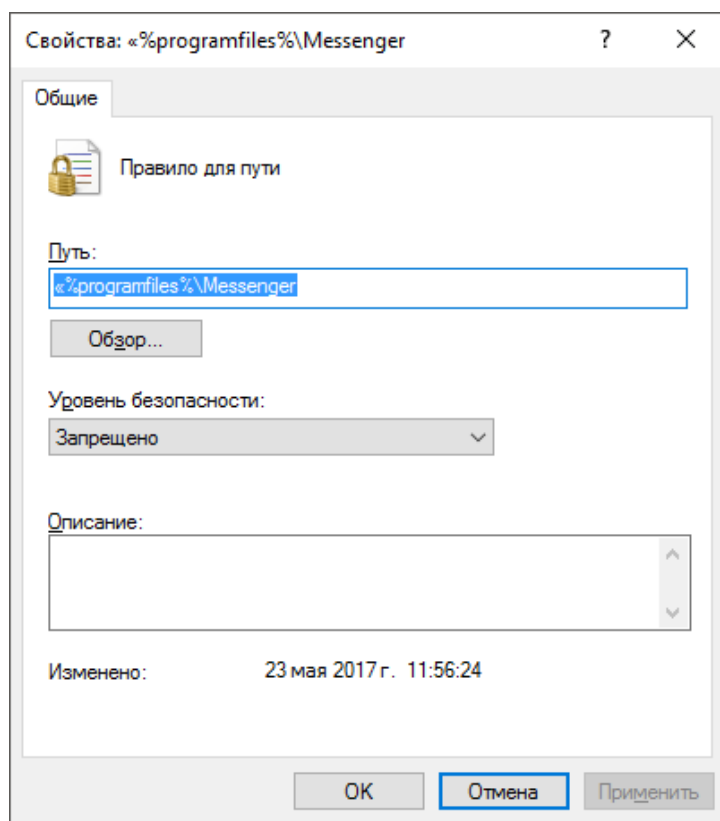 Свойства: «%programfiles%\Messenger ? ×
Общие
Правило для пути
Путь:
«%programfiles%\Messenger
Обзор...
Уровень безопасности:
Запрещено
Описание:
Изменено: 23 мая 2017 г. 11:56:24
OK Отмена Применить